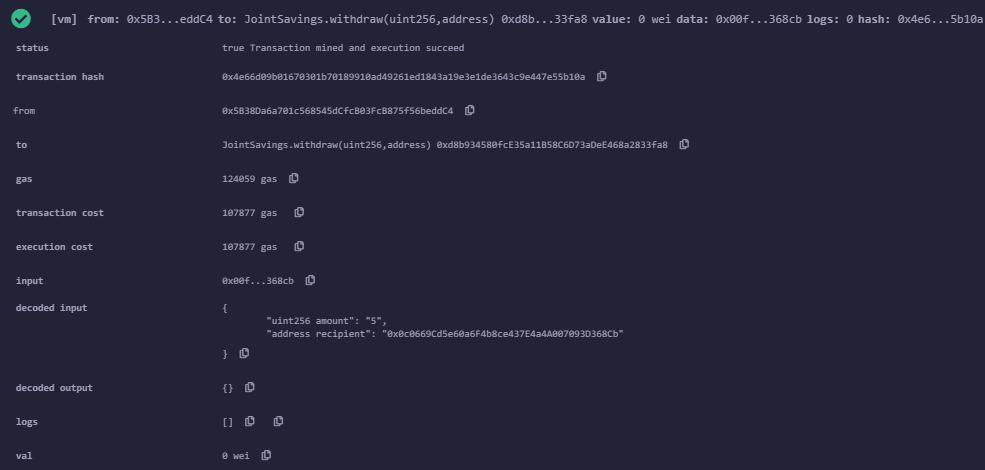 [vm] from: 0x5B3...eddC4 to: JointSavings.withdraw(uint256,address) 0xd8b...33fa8 value: 0 wei data: 0x00f...368cb logs: 0 hash: 0x4e6...5b10a
status true Transaction mined and execution succeed
transaction hash 0x4e66d09b01670301b70189910ad49261ed1843a19e3e1de3643c9e447e55b10a
from 0x5B38Da6a701c568545dCfcB03FcB875f56beddC4
to JointSavings.withdraw(uint256,address) 0xd8b934580fcE35a11B58C6D73aDeE468a2833fa8
gas 124059 gas
transaction cost 107877 gas
execution cost 107877 gas
input 0x00f...368cb
decoded input {
"uint256 amount": "5",
"address recipient": "0x0c0669Cd5e60a6F4b8ce437E4a4A007093D368Cb"
}
decoded output {}
logs []
val 0 wei